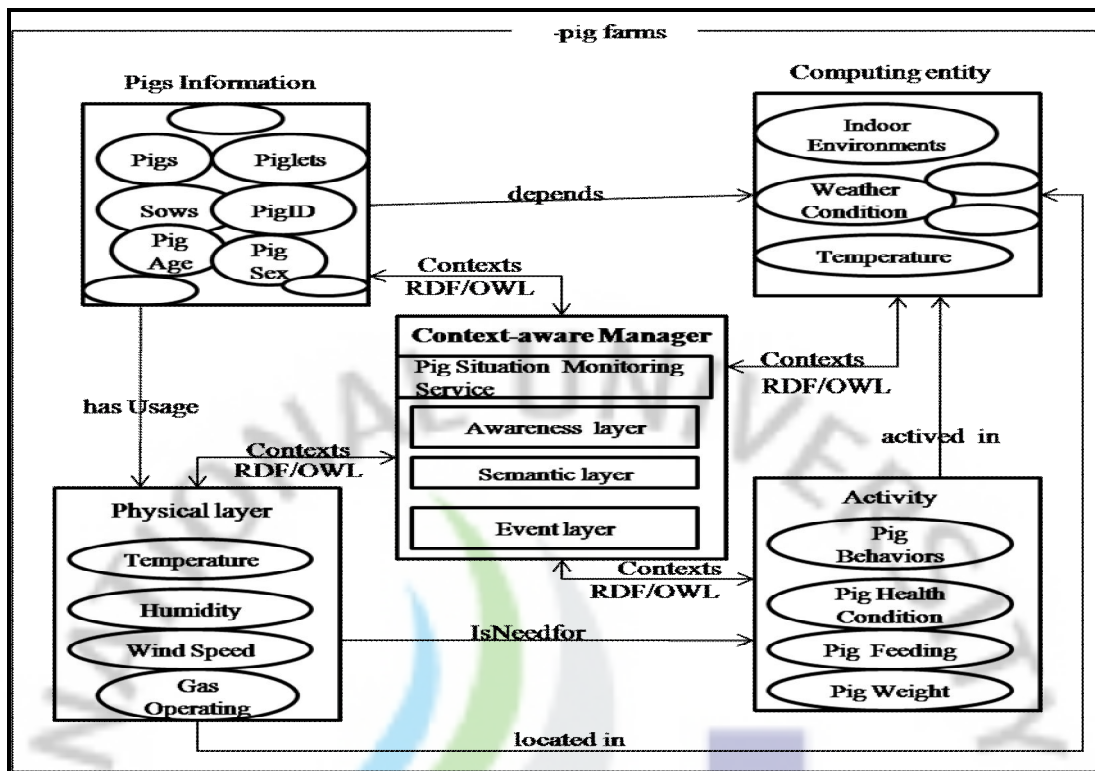 -pig farms
Pigs Information
Pigs
Piglets
Sows
PigID
Pig
Age
Pig
Sex
Computing entity
Indoor
Environments
Weather
Condition
Temperature
depends
Contexts
RDF/OWL
Context-aware Manager
Pig Situation Monitoring
Service
Awareness layer
Semantic layer
Event layer
Contexts
RDF/OWL
has Usage
Contexts
RDF/OWL
actived in
Physical layer
Temperature
Humidity
Wind Speed
Gas
Operating
Activity
Pig
Behaviors
Pig Health
Condition
Pig Feeding
Pig Weight
Contexts
RDF/OWL
IsNeedfor
located in
NATIONAL UNIVERSITY